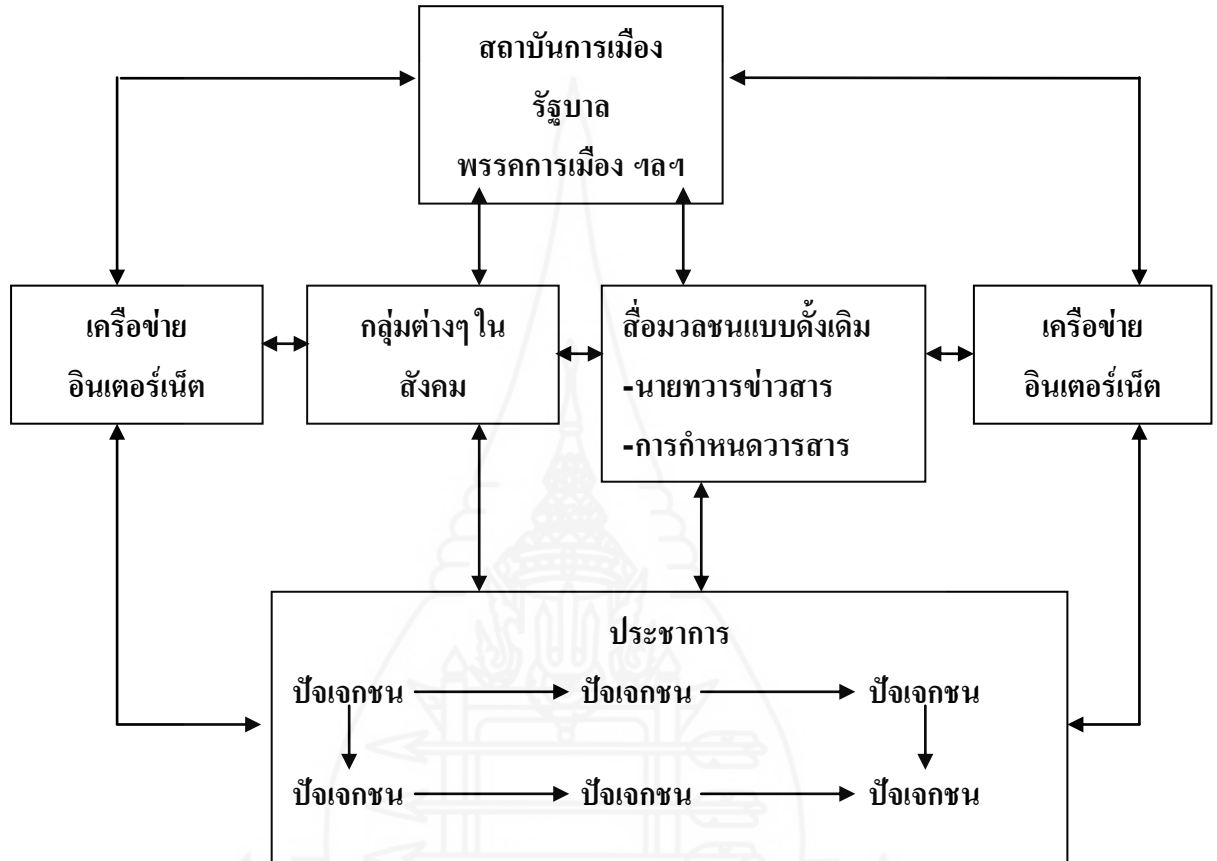 สถาบันการเมือง
รัฐบาล
พรรคการเมือง ฯลฯ
เครือข่าย
อินเตอร์เน็ต
กลุ่มต่างๆ ใน
สังคม
สื่อมวลชนแบบดั้งเดิม
-นายทวารข่าวสาร
-การกำหนดวารสาร
เครือข่าย
อินเตอร์เน็ต
ประชาการ
ปัจเจกชน ปัจเจกชน ปัจเจกชน
ปัจเจกชน ปัจเจกชน ปัจเจกชน